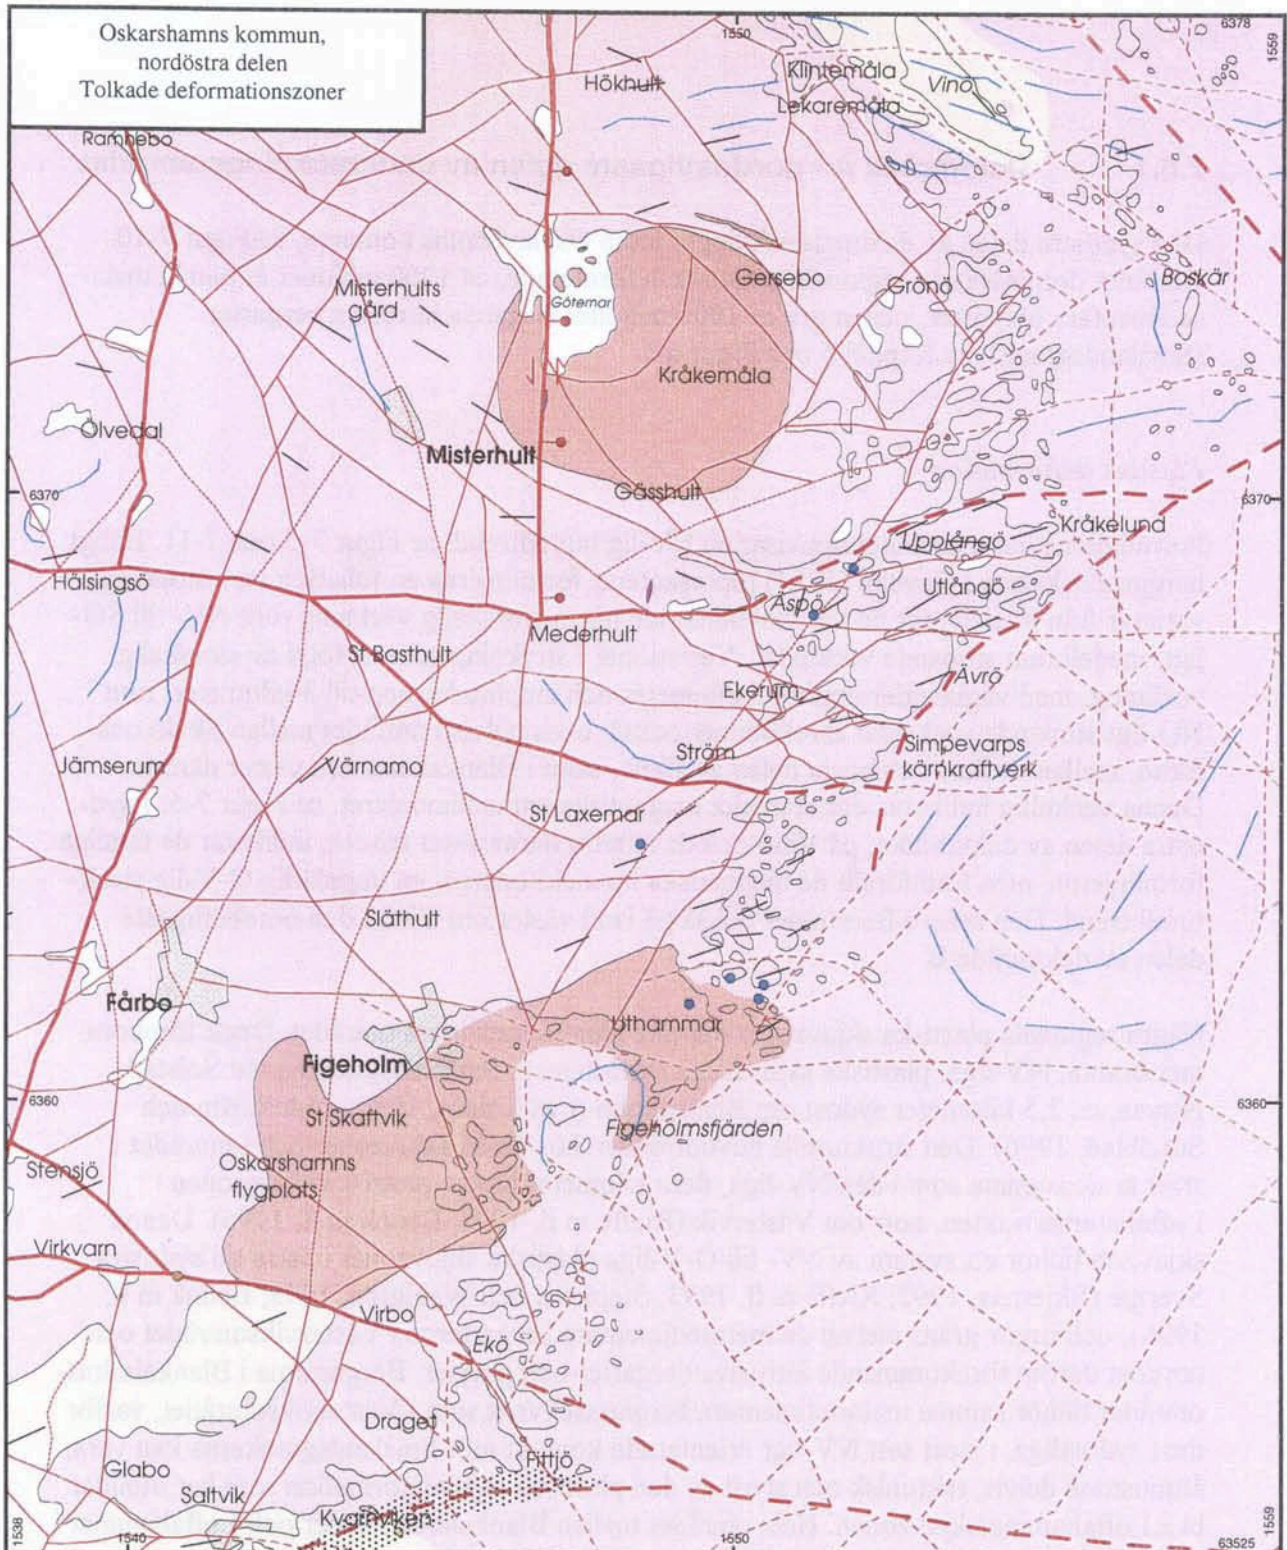 Oskarshamns kommun,
nordöstra delen
Tolkade deformationszoner
1550
6378
1559
Hökhult
Klintemåla
Vinö
Lekaremåla
Ramnebo
Misterhults
gård
Götemar
Gersebo
Grönö
Boskär
Kråkemåla
Ölvedal
Misterhult
Gässhult
6370
6370
Kråkelund
Upplångö
Hälsingsö
Äspö
Utlångö
Mederhult
St Basthult
Ävrö
Ekerum
Ström
Simpevarps
kärnkraftverk
Jämserum
Värnamo
St Laxemar
Släthult
Fårbo
Uthammar
Figeholm
6360
6360
St Skaftvik
Figeholmsfjärden
Stensjö
Oskarshamns
flygplats
Virkvarn
Virbo
Ekö
Draget
Glabo
Pittjö
Saltvik
Kvarnviken
1538
1540
1550
63525
1559